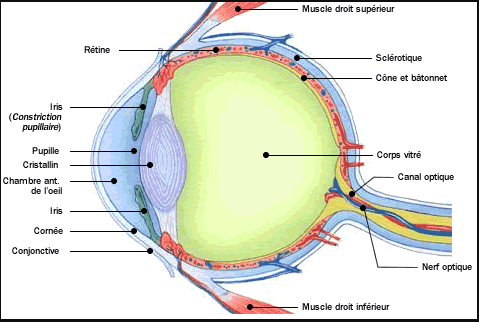 Muscle droit supérieur
Rétine
Sclérotique
Cône et bâtonnet
Iris
(Constriction
pupillaire)
Pupille
Cristallin
Chambre ant.
de l'oeil
Iris
Cornée
Conjonctive
Corps vitré
Canal optique
Nerf optique
Muscle droit inférieur